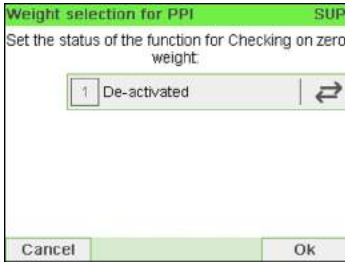 Weight selection for PPI SUP
Set the status of the function for Checking on zero
weight:
1 De-activated
Cancel Ok